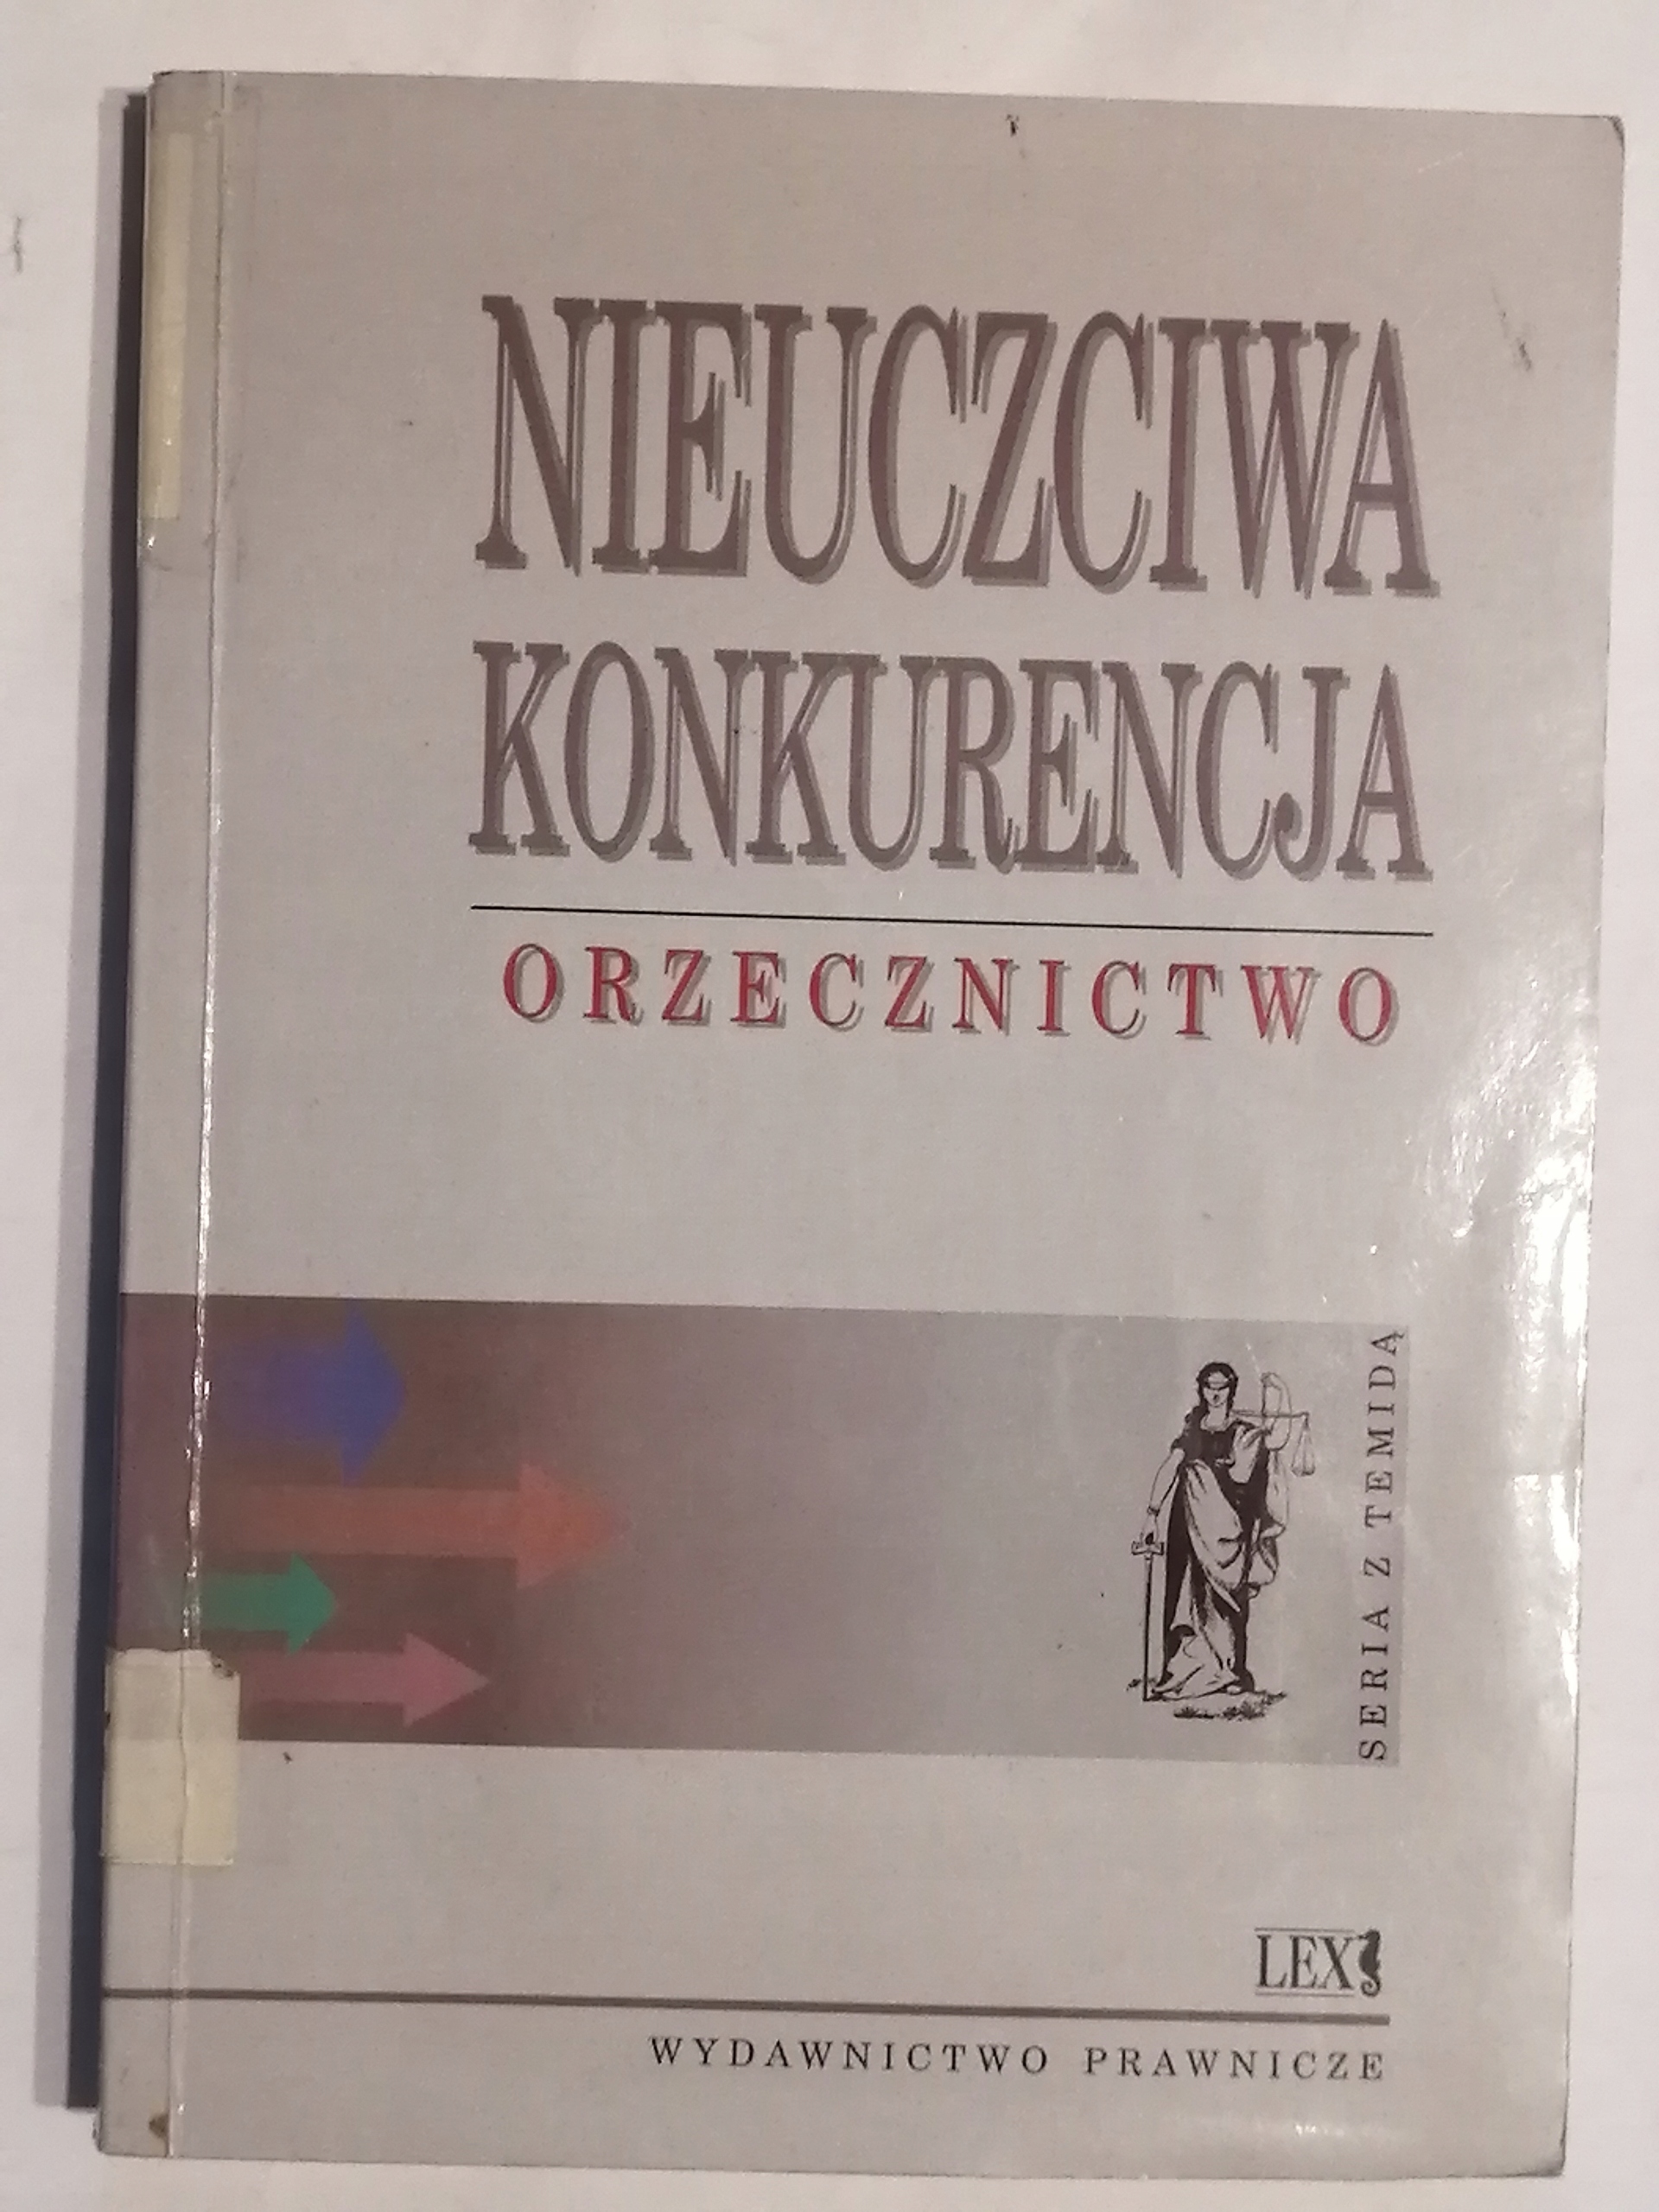 NIEUCZCIWA
KONKURENCJA
ORZECZNICTWO
SERIA Z TEMIDĄ
LEX
WYDAWNICTWO PRAWNICZE